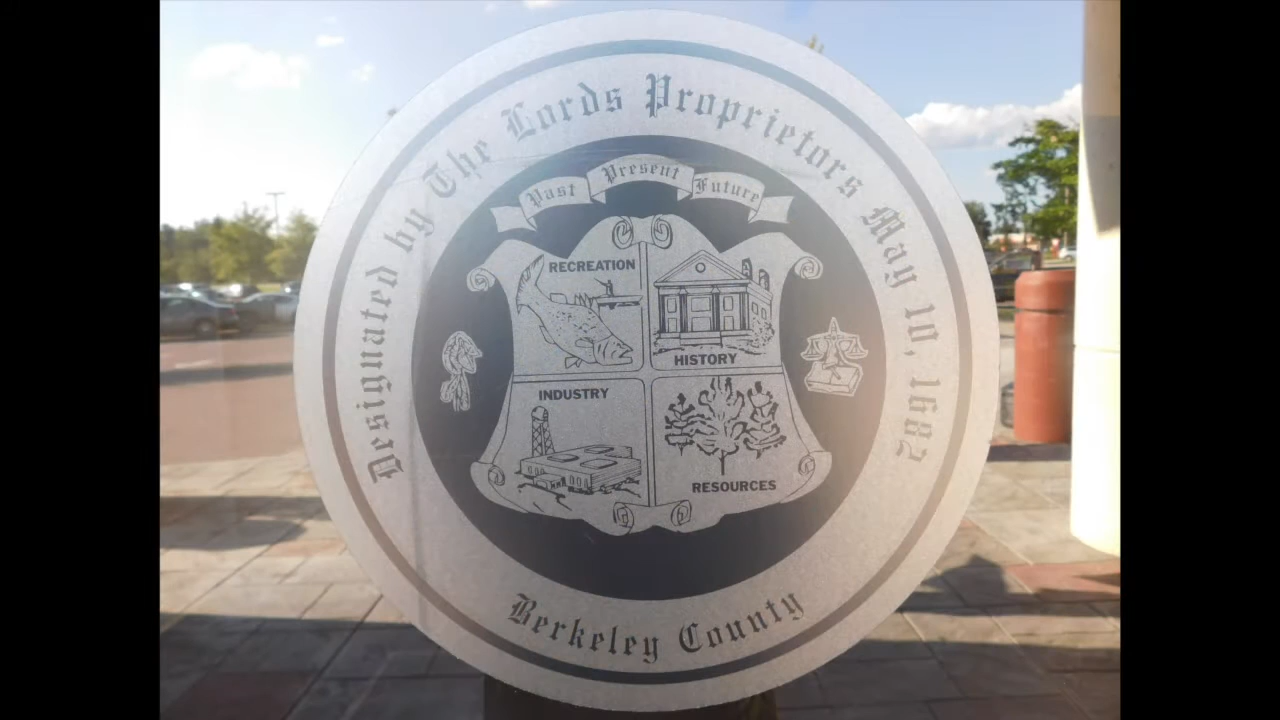 Designated by The Lords Proprietors May 10, 1682
Past Present Future
RECREATION
HISTORY
INDUSTRY
RESOURCES
Berkeley County